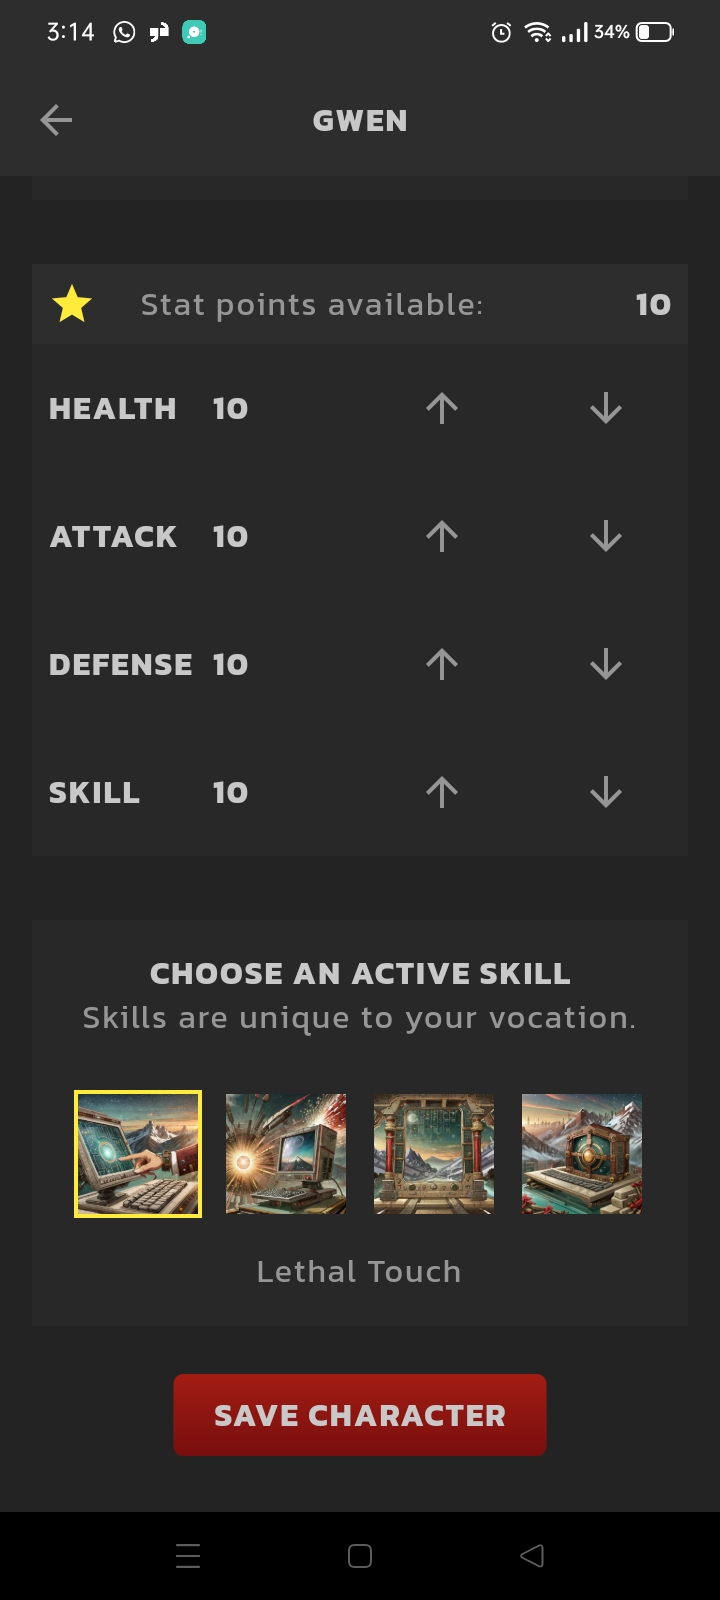 3:14
34%
GWEN
Stat points available: 10
HEALTH 10
ATTACK 10
DEFENSE 10
SKILL 10
CHOOSE AN ACTIVE SKILL
Skills are unique to your vocation.
Lethal Touch
SAVE CHARACTER